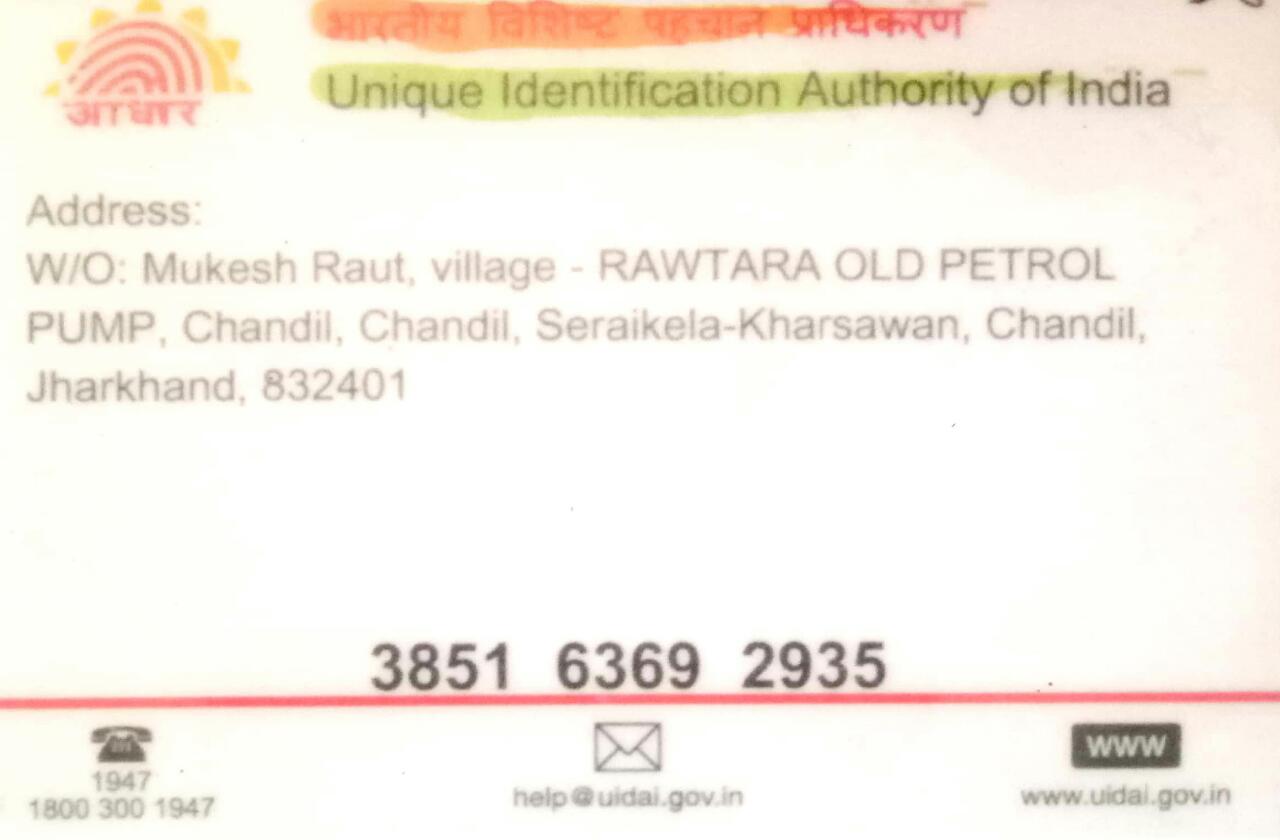 भारतीय विशिष्ट पहचान प्राधिकरण
आधार
Unique Identification Authority of India
Address:
W/O: Mukesh Raut, village - RAWTARA OLD PETROL
PUMP, Chandil, Chandil, Seraikela-Kharsawan, Chandil,
Jharkhand, 832401
3851 6369 2935
1947
1800 300 1947
help@uidai.gov.in
WWW
www.uidai.gov.in